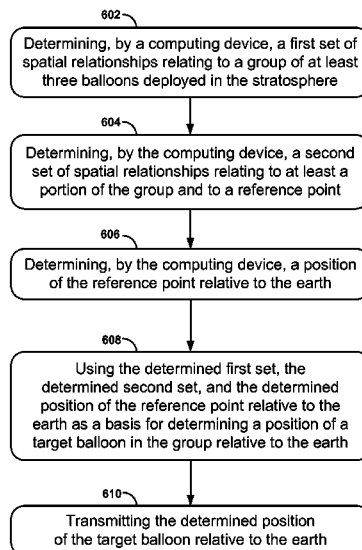 602
Determining, by a computing device, a first set of
spatial relationships relating to a group of at least
three balloons deployed in the stratosphere
604
Determining, by the computing device, a second
set of spatial relationships relating to at least a
portion of the group and to a reference point
606
Determining, by the computing device, a position
of the reference point relative to the earth
608
Using the determined first set, the
determined second set, and the determined
position of the reference point relative to the
earth as a basis for determining a position of a
target balloon in the group relative to the earth
610
Transmitting the determined position
of the target balloon relative to the earth